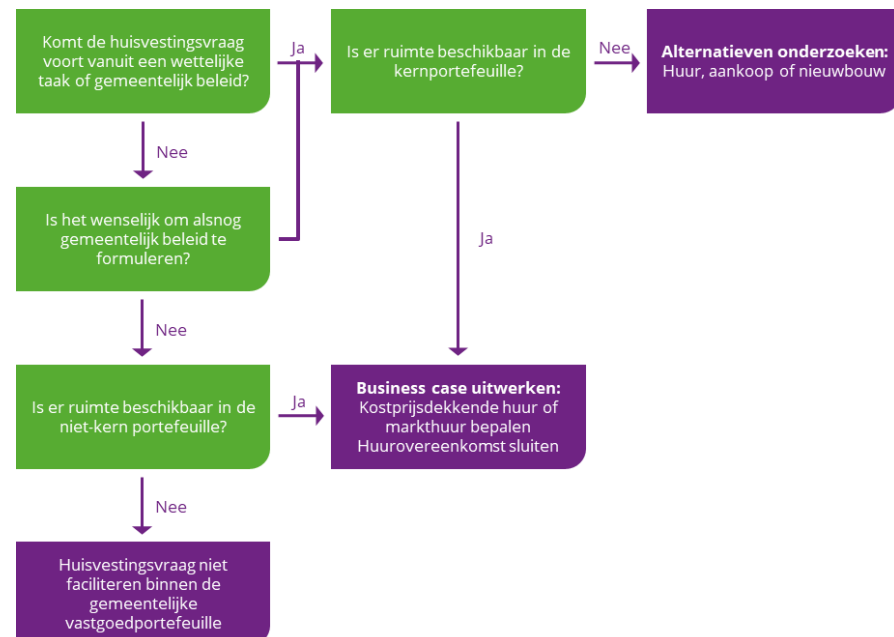 Komt de huisvestingsvraag
voort vanuit een wettelijke
taak of gemeentelijk beleid?
Ja
Is er ruimte beschikbaar in de
kernportefeuille?
Nee
Alternatieven onderzoeken:
Huur, aankoop of nieuwbouw
Nee
Is het wenselijk om alsnog
gemeentelijk beleid te
formuleren?
Ja
Nee
Is er ruimte beschikbaar in de
niet-kern portefeuille?
Ja
Business case uitwerken:
Kostprijsdekkende huur of
markthuur bepalen
Huurovereenkomst sluiten
Nee
Huisvestingsvraag niet
faciliteren binnen de
gemeentelijke
vastgoedportefeuille